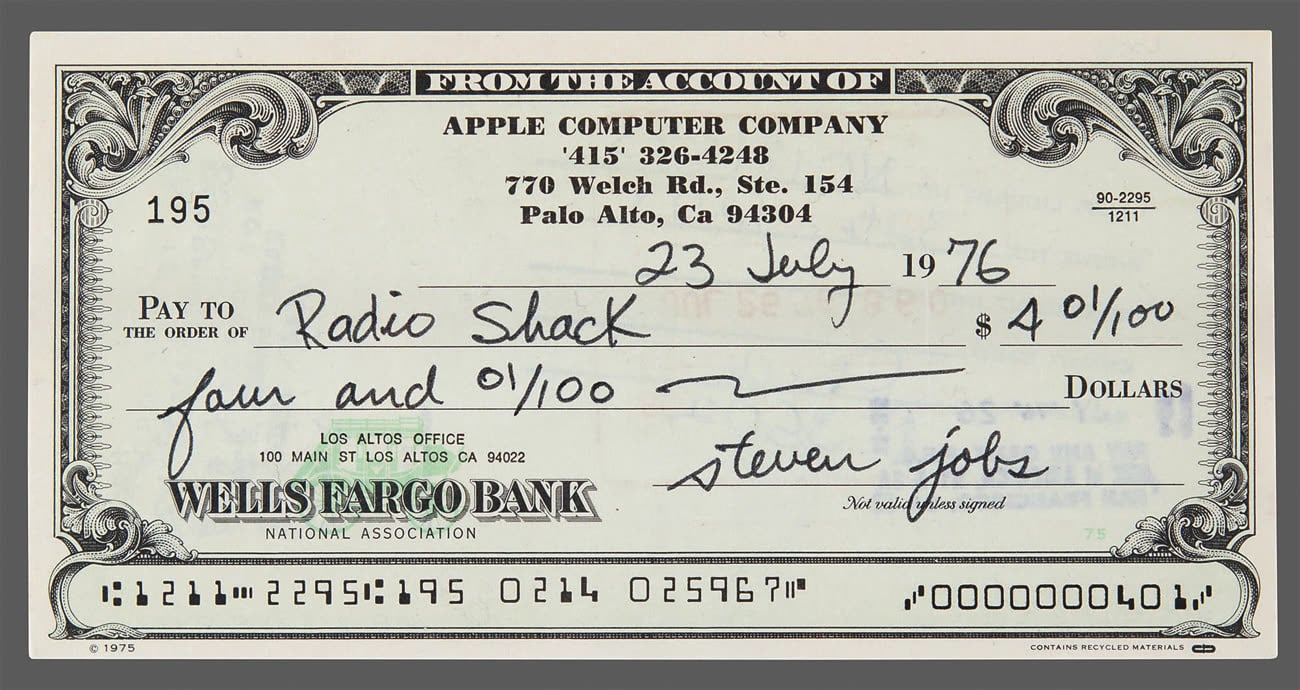 FROM THE ACCOUNT OF
APPLE COMPUTER COMPANY
'415' 326-4248
770 Welch Rd., Ste. 154
Palo Alto, Ca 94304
195
90-2295
1211
23 July 1976
PAY TO
THE ORDER OF Radio Shack $ 4 01/100
four and 01/100 DOLLARS
LOS ALTOS OFFICE
100 MAIN ST LOS ALTOS CA 94022
WELLS FARGO BANK
NATIONAL ASSOCIATION
steven jobs
Not valid unless signed
75
⑆1211⑉2295⑆195 0214 025967⑈ ⑇0000000401⑇
© 1975
CONTAINS RECYCLED MATERIALS